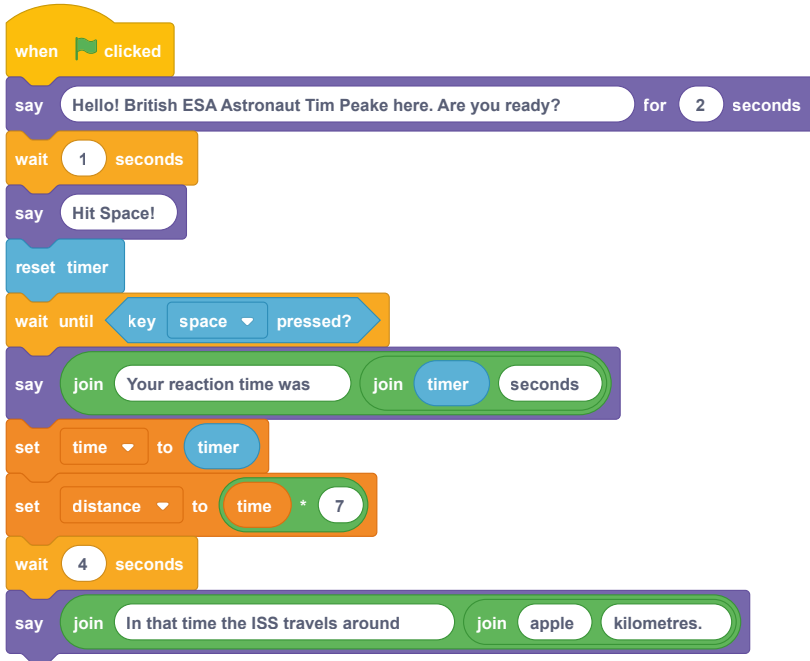 when clicked
say Hello! British ESA Astronaut Tim Peake here. Are you ready? for 2 seconds
wait 1 seconds
say Hit Space!
reset timer
wait until key space pressed?
say join Your reaction time was join timer seconds
set time to timer
set distance to time * 7
wait 4 seconds
say join In that time the ISS travels around join apple kilometres.